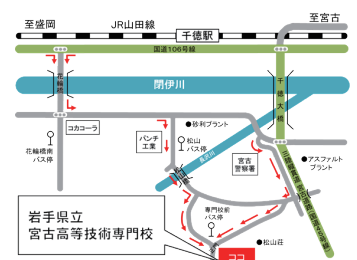 至盛岡
JR山田線
千徳駅
至宮古
国道106号線
花輪橋
閉伊川
千徳大橋
コカコーラ
パンチ
工業
砂利プラント
松山
バス停
長沢川
宮古
警察署
アスファルト
プラント
花輪橋南
バス停
専門校前
バス停
松山荘
岩手県立
宮古高等技術専門校
ココ